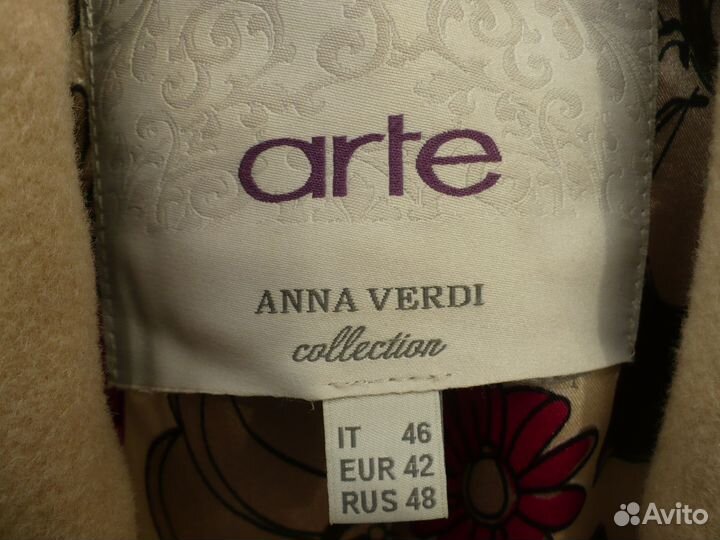 arte
ANNA VERDI
collection
IT 46
EUR 42
RUS 48
Avito